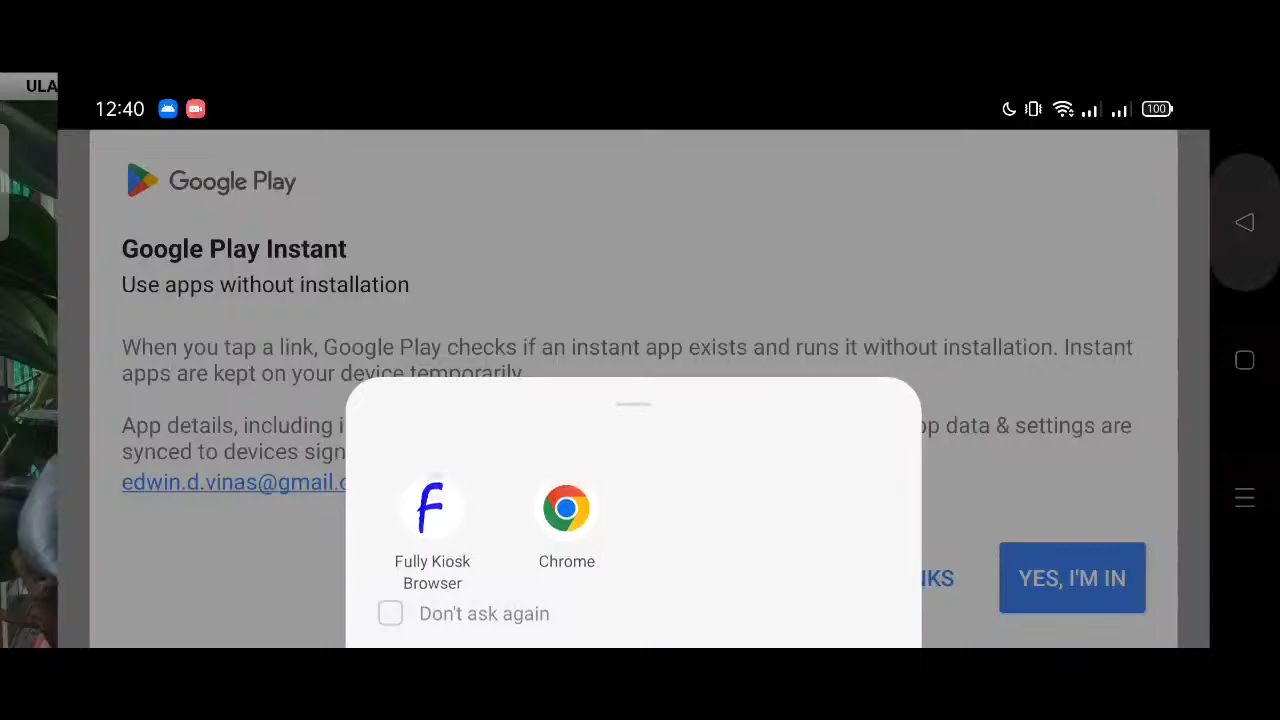 ULA
12:40
100
Google Play
Google Play Instant
Use apps without installation
When you tap a link, Google Play checks if an instant app exists and runs it without installation. Instant
apps are kept on your device temporarily.
App details, including i
pp data & settings are
synced to devices sign
edwin.d.vinas@gmail.c
Fully Kiosk
Browser
Chrome
NKS
YES, I'M IN
Don't ask again